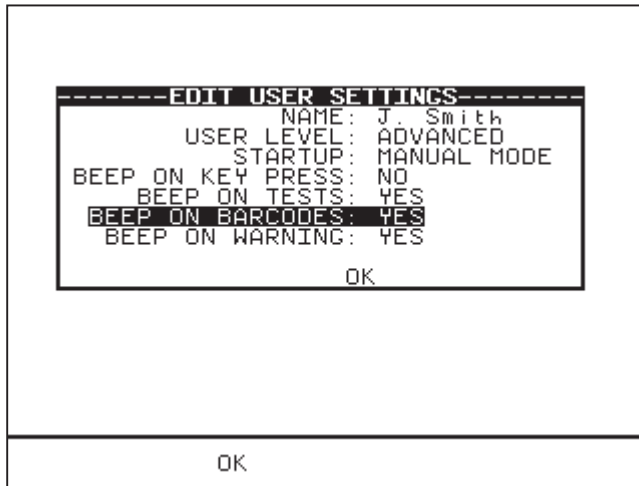 -------EDIT USER SETTINGS--------
NAME: J. Smith
USER LEVEL: ADVANCED
STARTUP: MANUAL MODE
BEEP ON KEY PRESS: NO
BEEP ON TESTS: YES
BEEP ON BARCODES: YES
BEEP ON WARNING: YES
OK
OK